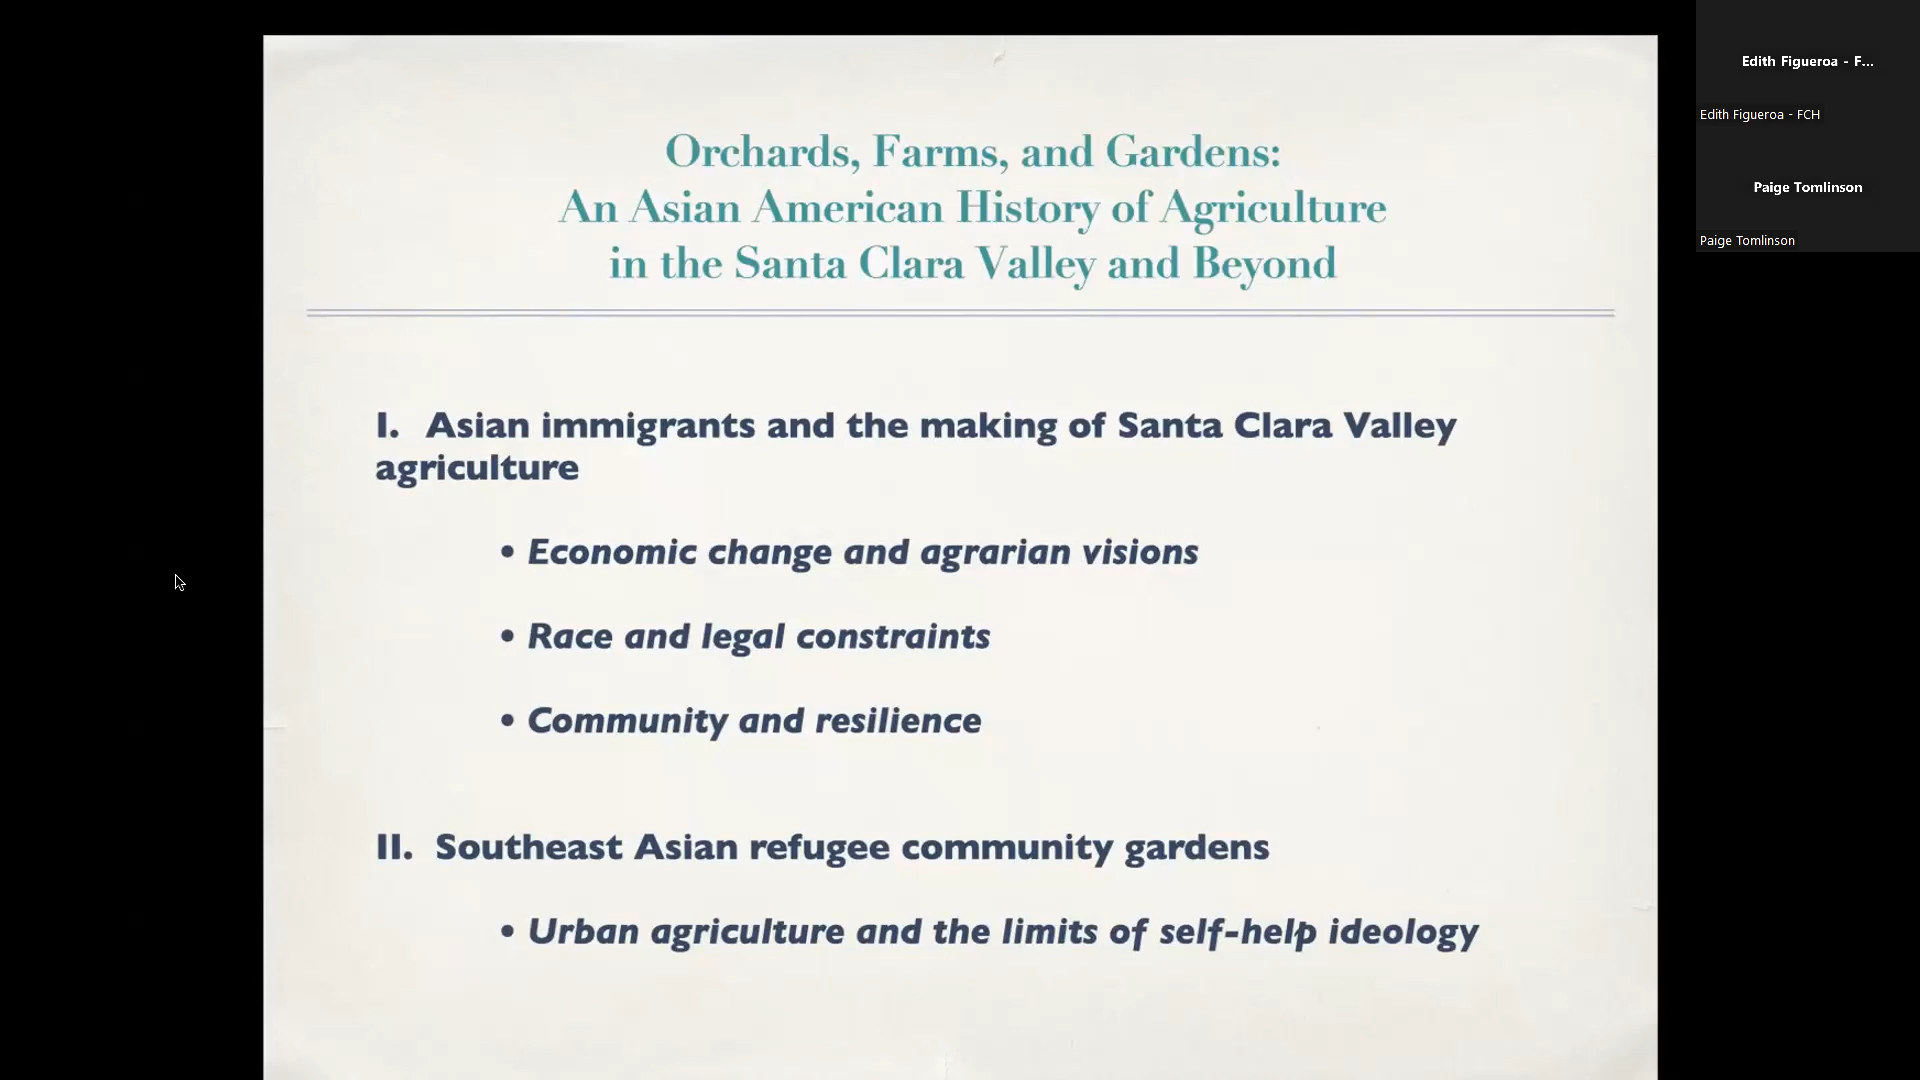 Orchards, Farms, and Gardens:
An Asian American History of Agriculture
in the Santa Clara Valley and Beyond
I. Asian immigrants and the making of Santa Clara Valley
agriculture
• Economic change and agrarian visions
• Race and legal constraints
• Community and resilience
II. Southeast Asian refugee community gardens
• Urban agriculture and the limits of self-help ideology
Edith Figueroa - F...
Edith Figueroa - FCH
Paige Tomlinson
Paige Tomlinson